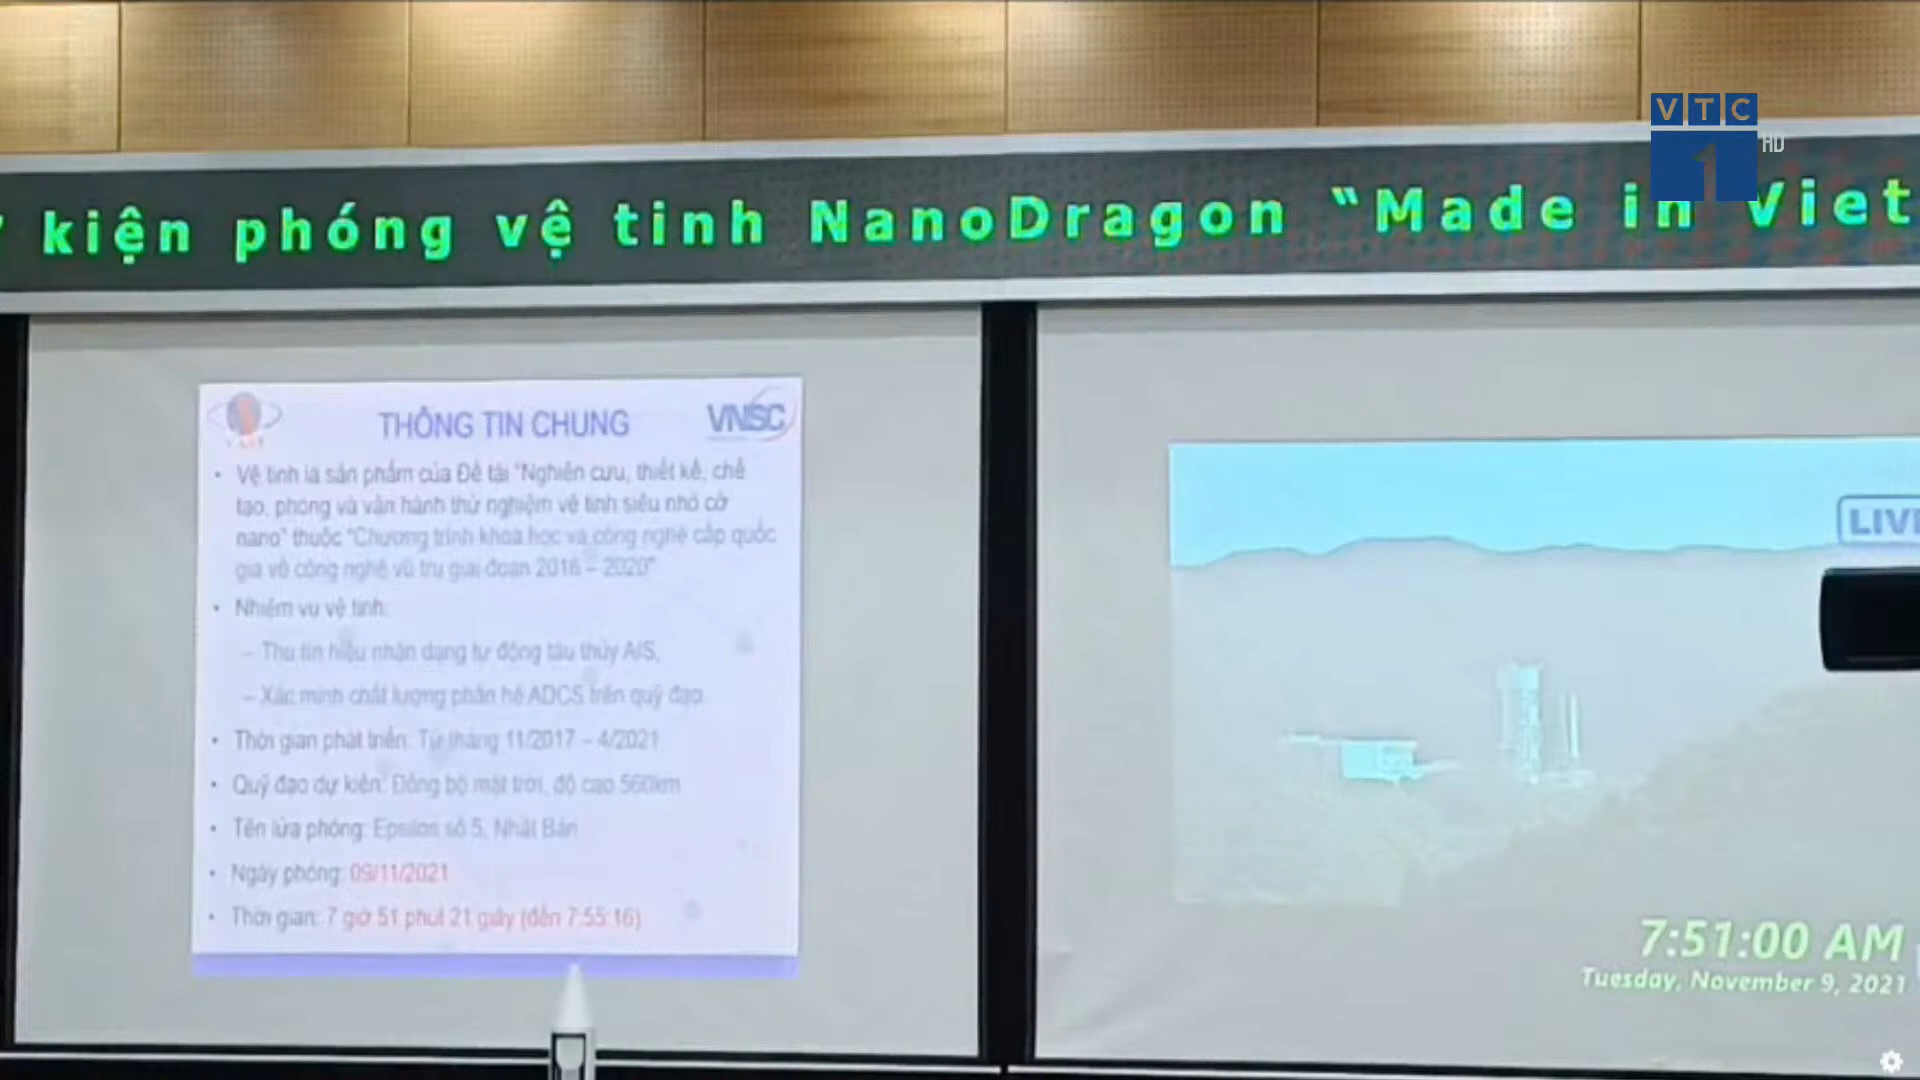 VTC
1 HD
kiện phóng vệ tinh NanoDragon “Made in Viet
THÔNG TIN CHUNG
VNSC
• Vệ tinh là sản phẩm của Đề tài "Nghiên cứu, thiết kế, chế
tạo, phóng và vận hành thử nghiệm vệ tinh siêu nhỏ cỡ
nano" thuộc "Chương trình khoa học và công nghệ cấp quốc
gia về công nghệ vũ trụ giai đoạn 2016 – 2020"
• Nhiệm vụ vệ tinh:
– Thu tín hiệu nhận dạng tự động tàu thủy AIS,
– Xác minh chất lượng phân hệ ADCS trên quỹ đạo
• Thời gian phát triển: Từ tháng 11/2017 – 4/2021
• Quỹ đạo dự kiến: Đồng bộ mặt trời, độ cao 560km
• Tên lửa phóng: Epsilon số 5, Nhật Bản
• Ngày phóng: 09/11/2021
• Thời gian: 7 giờ 51 phút 21 giây (đến 7:55:16)
LIV
7:51:00 AM
Tuesday, November 9, 2021